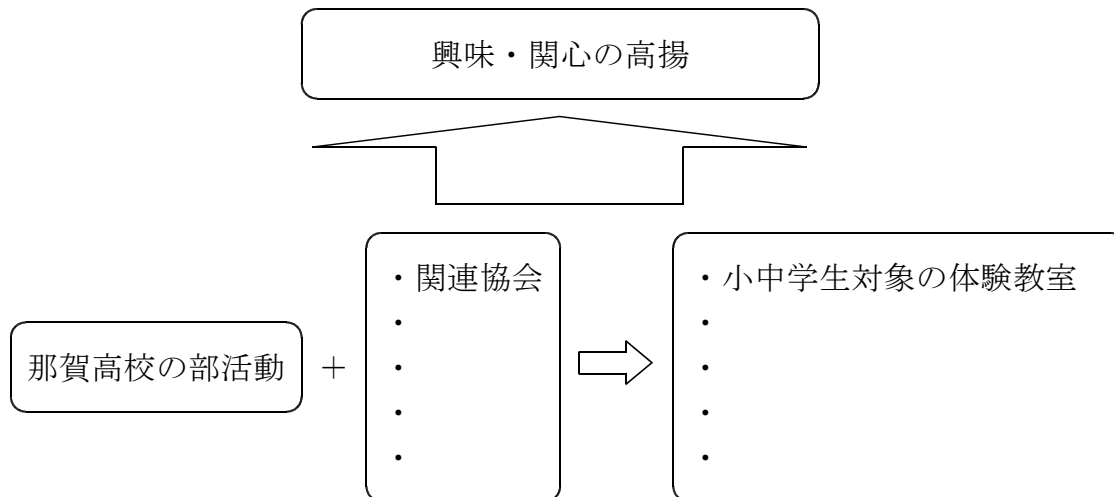 興味・関心の高揚
那賀高校の部活動
＋
・関連協会
・
・
・
・
・小中学生対象の体験教室
・
・
・
・